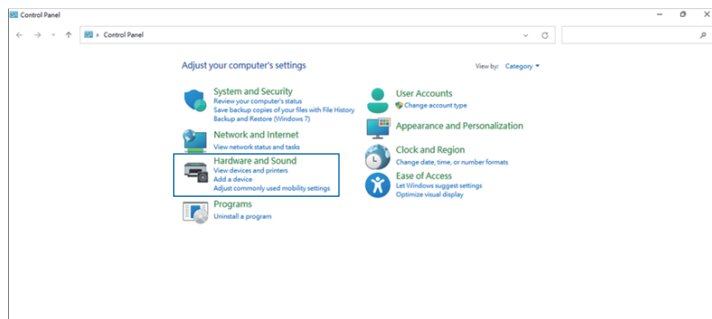 Control Panel
Control Panel
Adjust your computer's settings
View by: Category
System and Security
Review your computer's status
Save backup copies of your files with File History
Backup and Restore (Windows 7)
Network and Internet
View network status and tasks
Hardware and Sound
View devices and printers
Add a device
Adjust commonly used mobility settings
Programs
Uninstall a program
User Accounts
Change account type
Appearance and Personalization
Clock and Region
Change date, time, or number formats
Ease of Access
Let Windows suggest settings
Optimize visual display